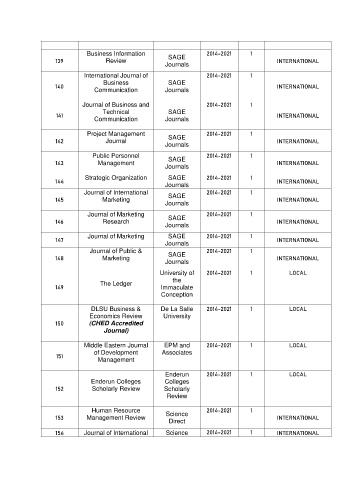 139 Business Information Review SAGE Journals 2014-2021 1 INTERNATIONAL
140 International Journal of Business Communication SAGE Journals 2014-2021 1 INTERNATIONAL
141 Journal of Business and Technical Communication SAGE Journals 2014-2021 1 INTERNATIONAL
142 Project Management Journal SAGE Journals 2014-2021 1 INTERNATIONAL
143 Public Personnel Management SAGE Journals 2014-2021 1 INTERNATIONAL
144 Strategic Organization SAGE Journals 2014-2021 1 INTERNATIONAL
145 Journal of International Marketing SAGE Journals 2014-2021 1 INTERNATIONAL
146 Journal of Marketing Research SAGE Journals 2014-2021 1 INTERNATIONAL
147 Journal of Marketing SAGE Journals 2014-2021 1 INTERNATIONAL
148 Journal of Public & Marketing SAGE Journals 2014-2021 1 INTERNATIONAL
149 The Ledger University of the Immaculate Conception 2014-2021 1 LOCAL
150 DLSU Business & Economics Review (CHED Accredited Journal) De La Salle University 2014-2021 1 LOCAL
151 Middle Eastern Journal of Development Management EPM and Associates 2014-2021 1 LOCAL
152 Enderun Colleges Scholarly Review Enderun Colleges Scholarly Review 2014-2021 1 LOCAL
153 Human Resource Management Review Science Direct 2014-2021 1 INTERNATIONAL
154 Journal of International Science 2014-2021 1 INTERNATIONAL